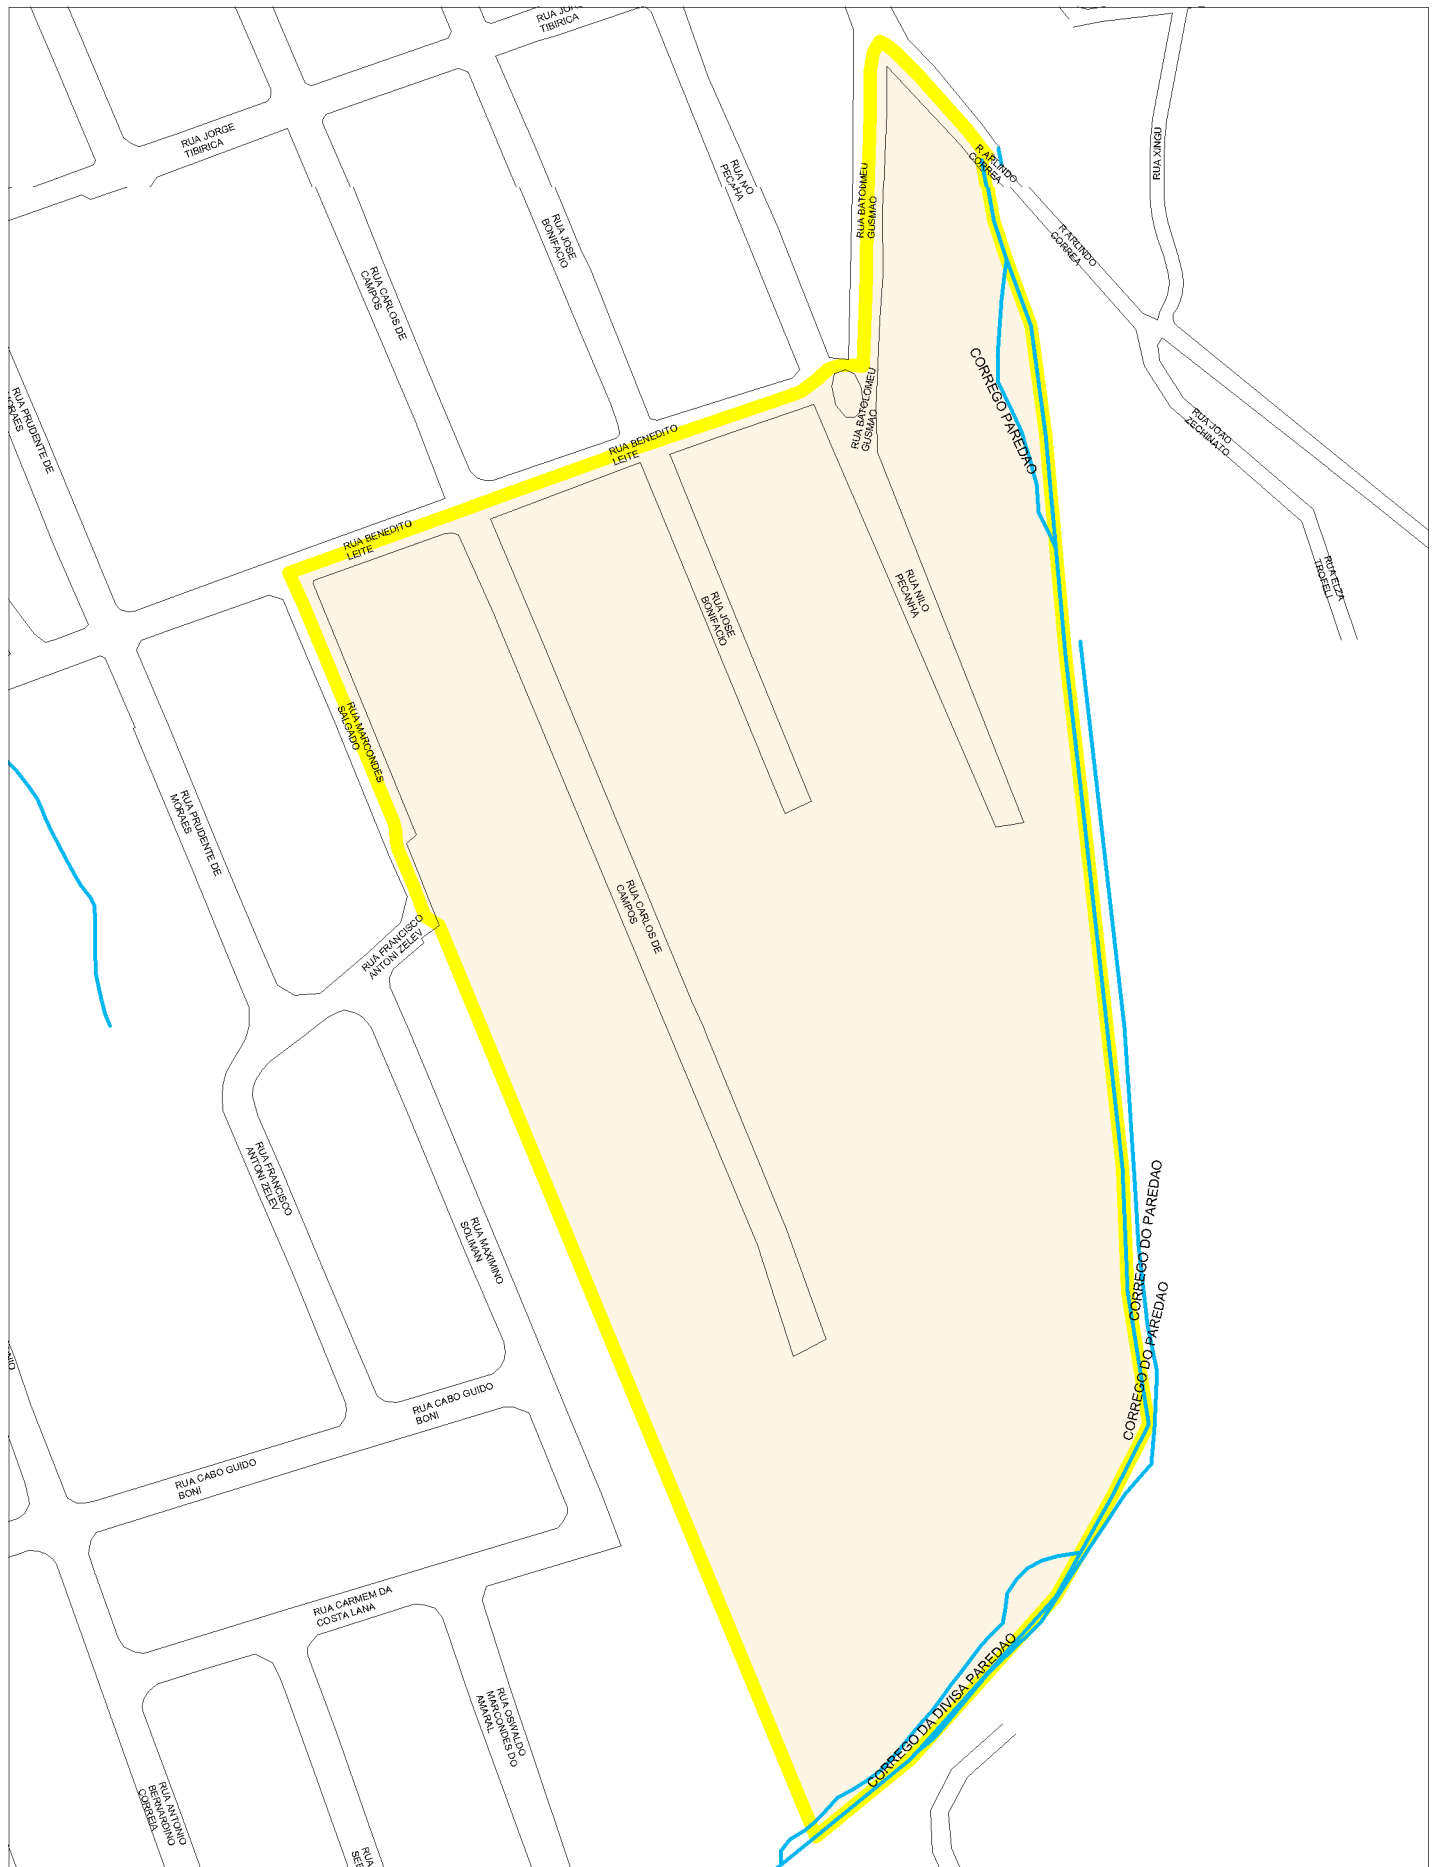 RUA JORGE
TIBIRICA
RUA JORGE
TIBIRICA
RUA XINGU
R ARLINDO
CORREA
RUA BATOLOMEU
GUSMAO
R ARLINDO
CORREA
RUA JOSE
BONIFACIO
RUA CARLOS DE
CAMPOS
CORREGO PAREDAO
RUA BATOLOMEU
GUSMAO
RUA PRUDENTE DE
RUA JOAO
ZECHINATO
RUA BENEDITO
LEITE
RUA BENEDITO
LEITE
RUA ELZA
TROFELI
RUA NILO
PECANHA
RUA JOSE
BONIFACIO
RUA MARCONDES
SALGADO
RUA PRUDENTE DE
MORAES
RUA CARLOS DE
CAMPOS
RUA FRANCISCO
ANTONI ZELEV
RUA FRANCISCO
ANTONI ZELEV
RUA MAXIMINO
SOLIMAN
CORREGO DO PAREDAO
CORREGO DO PAREDAO
RUA CABO GUIDO
BONI
RUA CABO GUIDO
BONI
RUA CARMEM DA
COSTA LANA
CORREGO DA DIVISA PAREDAO
RUA OSWALDO
MARCONDES DO
AMARAL
RUA ANTONIO
BERNARDINO
CORREIA
RUA